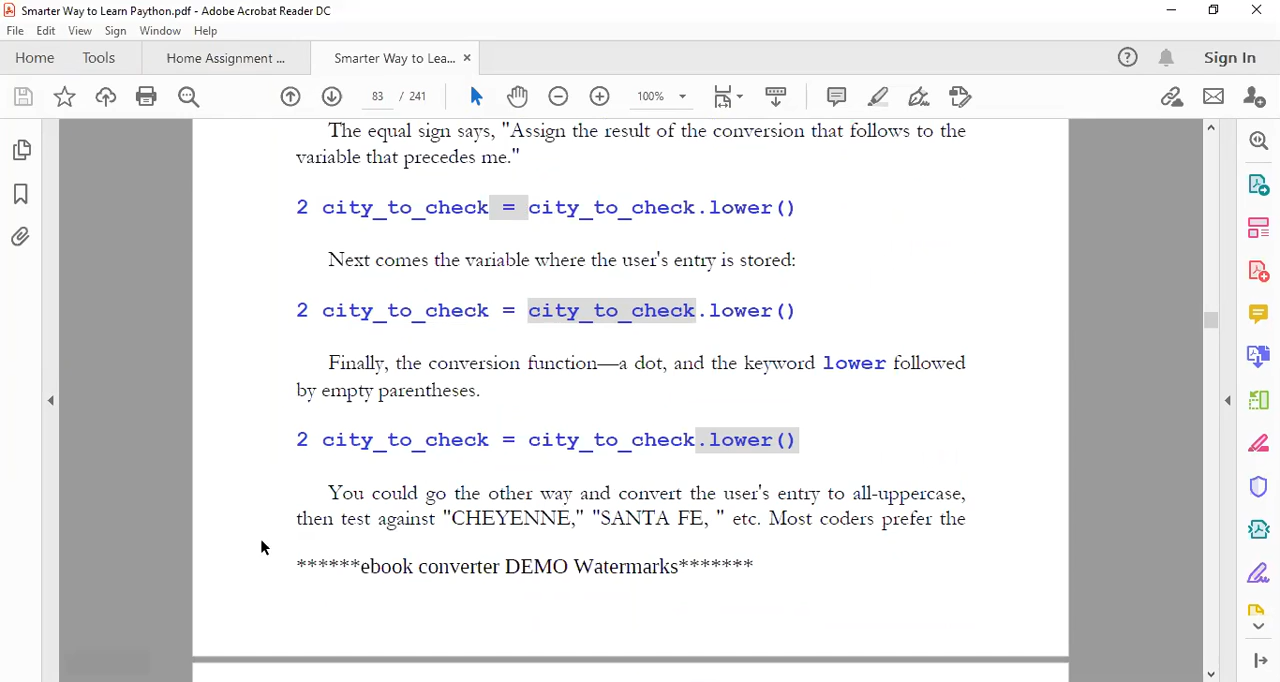 Smarter Way to Learn Paython.pdf - Adobe Acrobat Reader DC
File Edit View Sign Window Help
Home Tools Home Assignment ... Smarter Way to Lea... × Sign In
83 / 241 100%
The equal sign says, "Assign the result of the conversion that follows to the
variable that precedes me."
2 city_to_check = city_to_check.lower()
Next comes the variable where the user's entry is stored:
2 city_to_check = city_to_check.lower()
Finally, the conversion function—a dot, and the keyword lower followed
by empty parentheses.
2 city_to_check = city_to_check.lower()
You could go the other way and convert the user's entry to all-uppercase,
then test against "CHEYENNE," "SANTA FE, " etc. Most coders prefer the
******ebook converter DEMO Watermarks*******